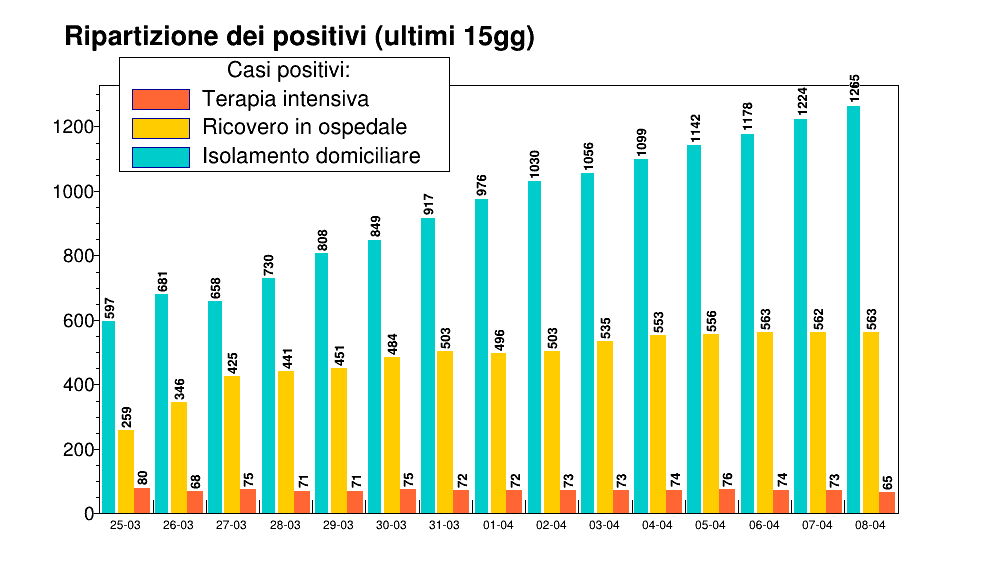 Ripartizione dei positivi (ultimi 15gg)
Casi positivi:
Terapia intensiva
Ricovero in ospedale
Isolamento domiciliare
1200
1000
800
600
400
200
0
597 259 80
681 346 68
658 425 75
730 441 71
808 451 71
849 484 75
917 503 72
976 496 72
1030 503 73
1056 535 73
1099 553 74
1142 556 76
1178 563 74
1224 562 73
1265 563 65
25-03 26-03 27-03 28-03 29-03 30-03 31-03 01-04 02-04 03-04 04-04 05-04 06-04 07-04 08-04